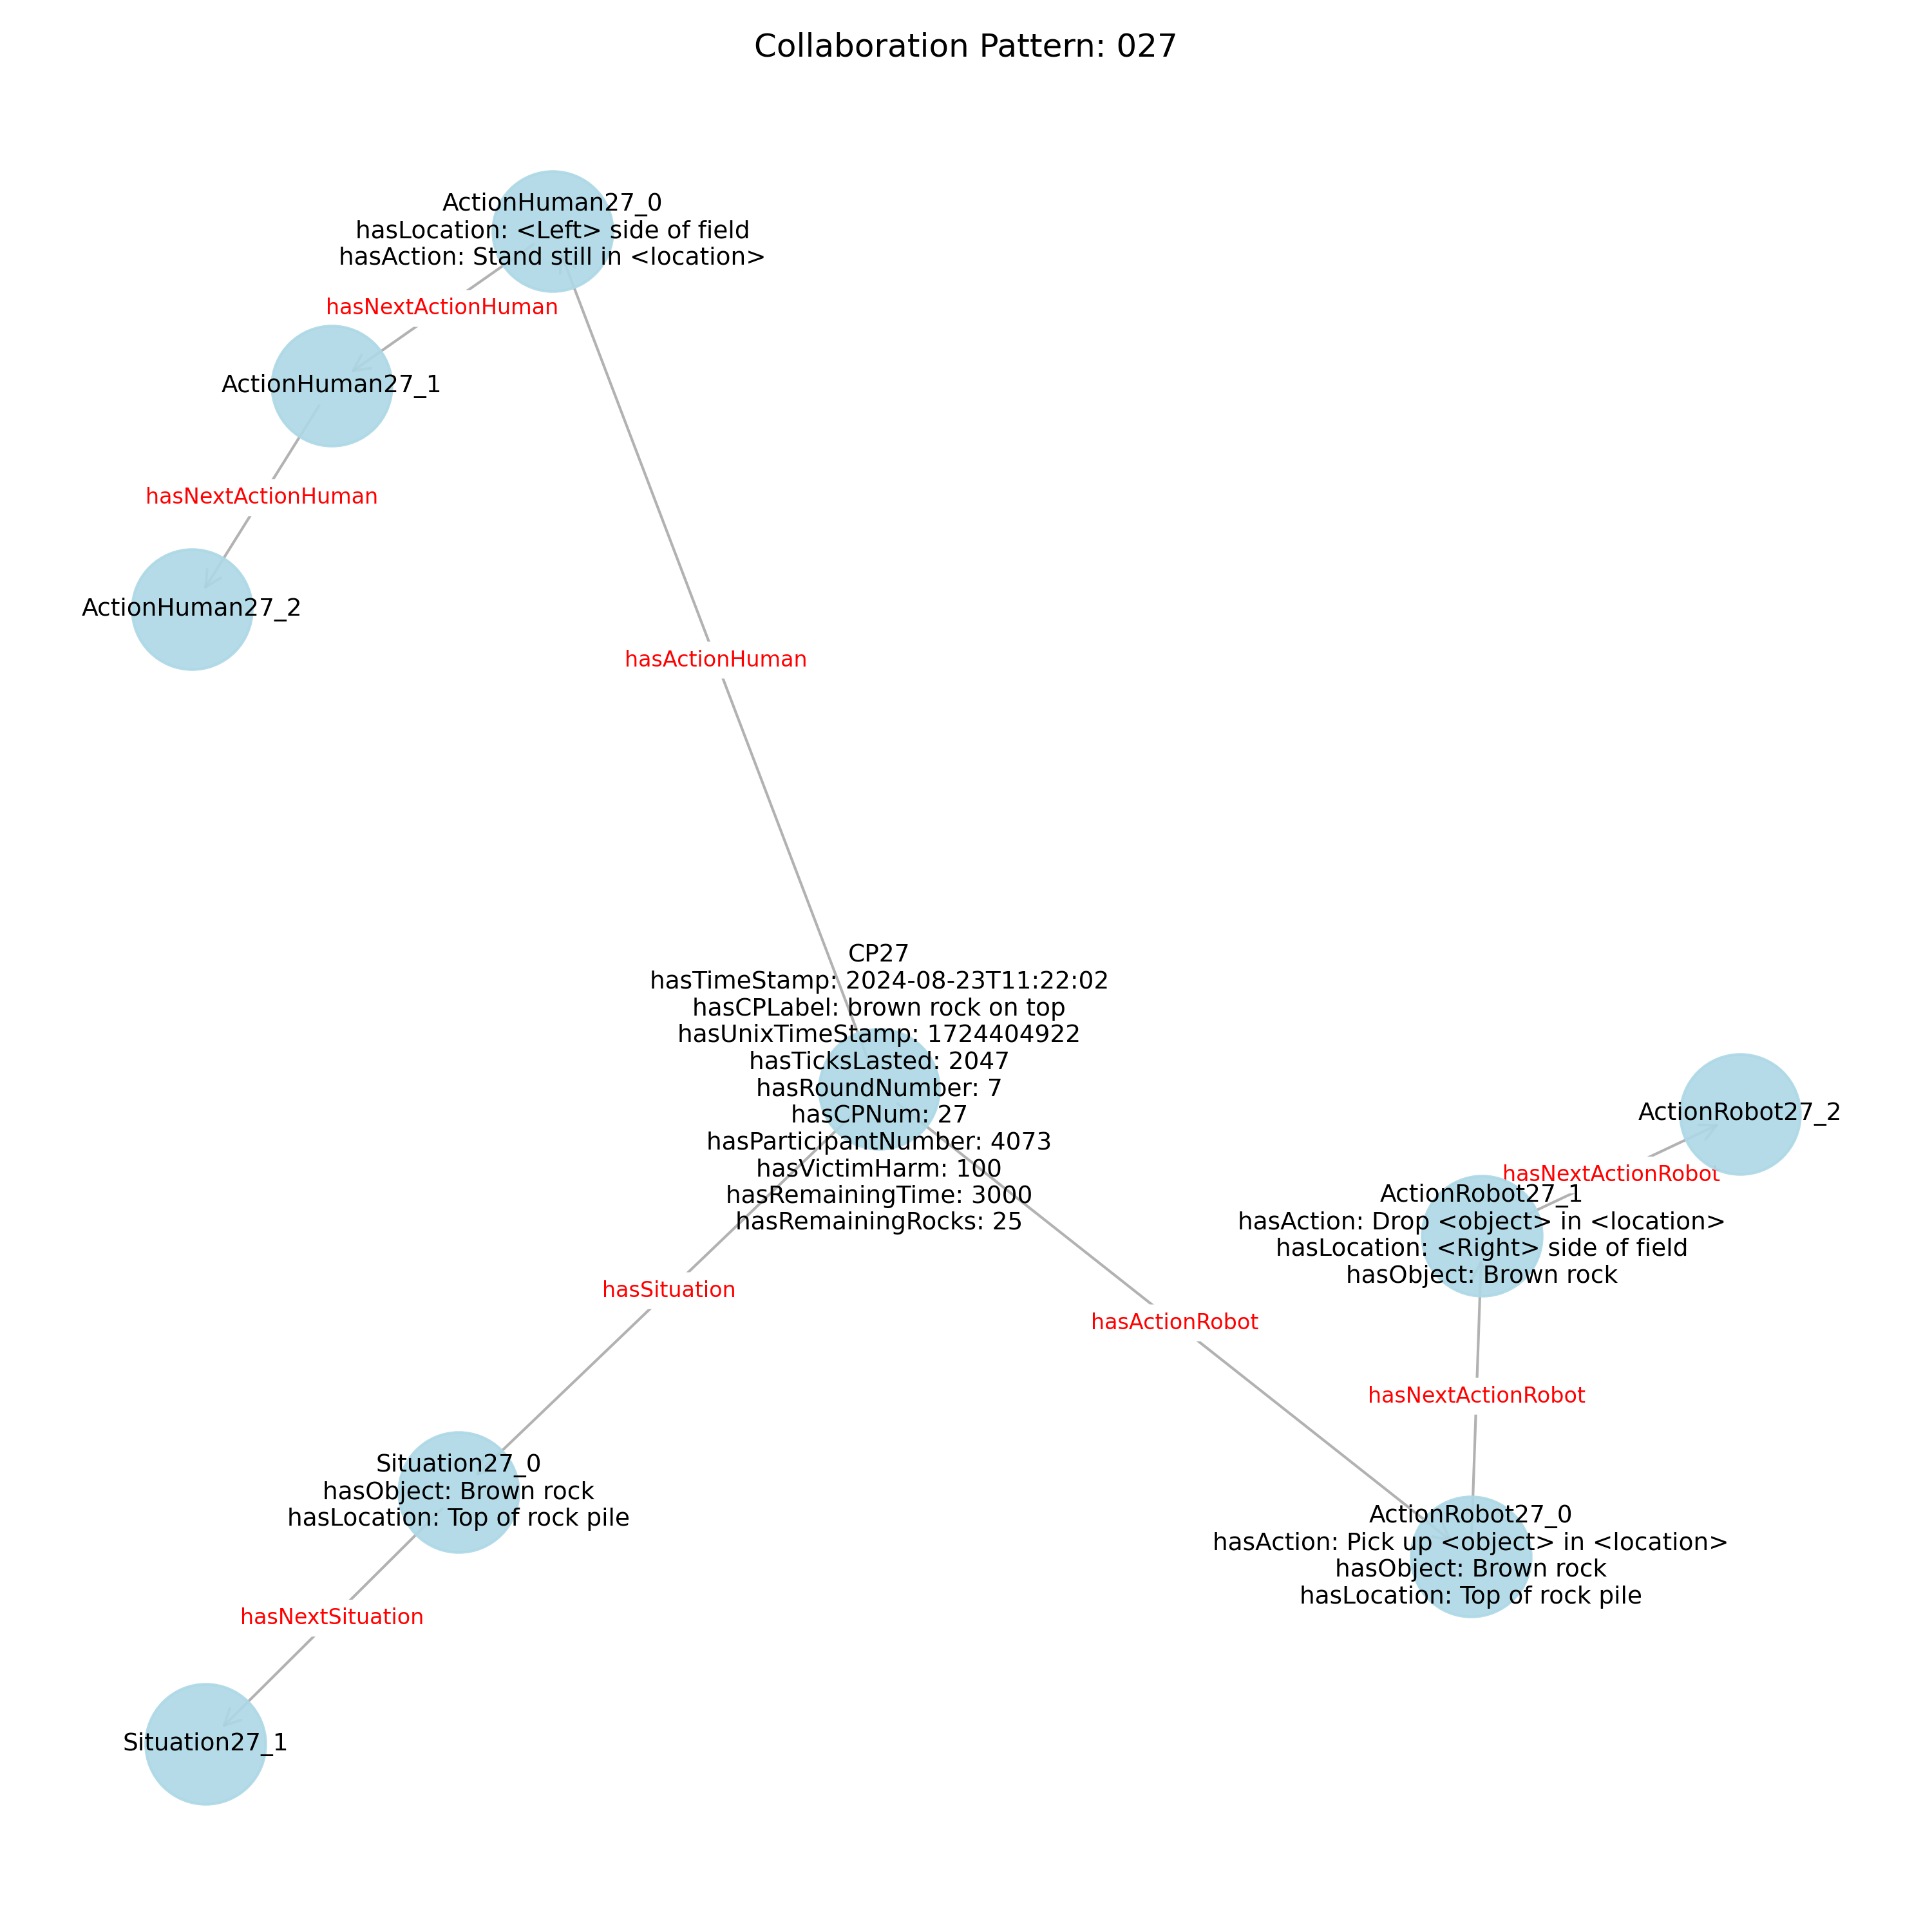 Collaboration Pattern: 027
ActionHuman27_0
hasLocation: <Left> side of field
hasAction: Stand still in <location>
hasNextActionHuman
ActionHuman27_1
hasNextActionHuman
ActionHuman27_2
hasActionHuman
CP27
hasTimeStamp: 2024-08-23T11:22:02
hasCPLabel: brown rock on top
hasUnixTimeStamp: 1724404922
hasTicksLasted: 2047
hasRoundNumber: 7
hasCPNum: 27
hasParticipantNumber: 4073
hasVictimHarm: 100
hasRemainingTime: 3000
hasRemainingRocks: 25
ActionRobot27_2
hasNextActionRobot
ActionRobot27_1
hasAction: Drop <object> in <location>
hasLocation: <Right> side of field
hasObject: Brown rock
hasSituation
hasActionRobot
hasNextActionRobot
Situation27_0
hasObject: Brown rock
hasLocation: Top of rock pile
ActionRobot27_0
hasAction: Pick up <object> in <location>
hasObject: Brown rock
hasLocation: Top of rock pile
hasNextSituation
Situation27_1